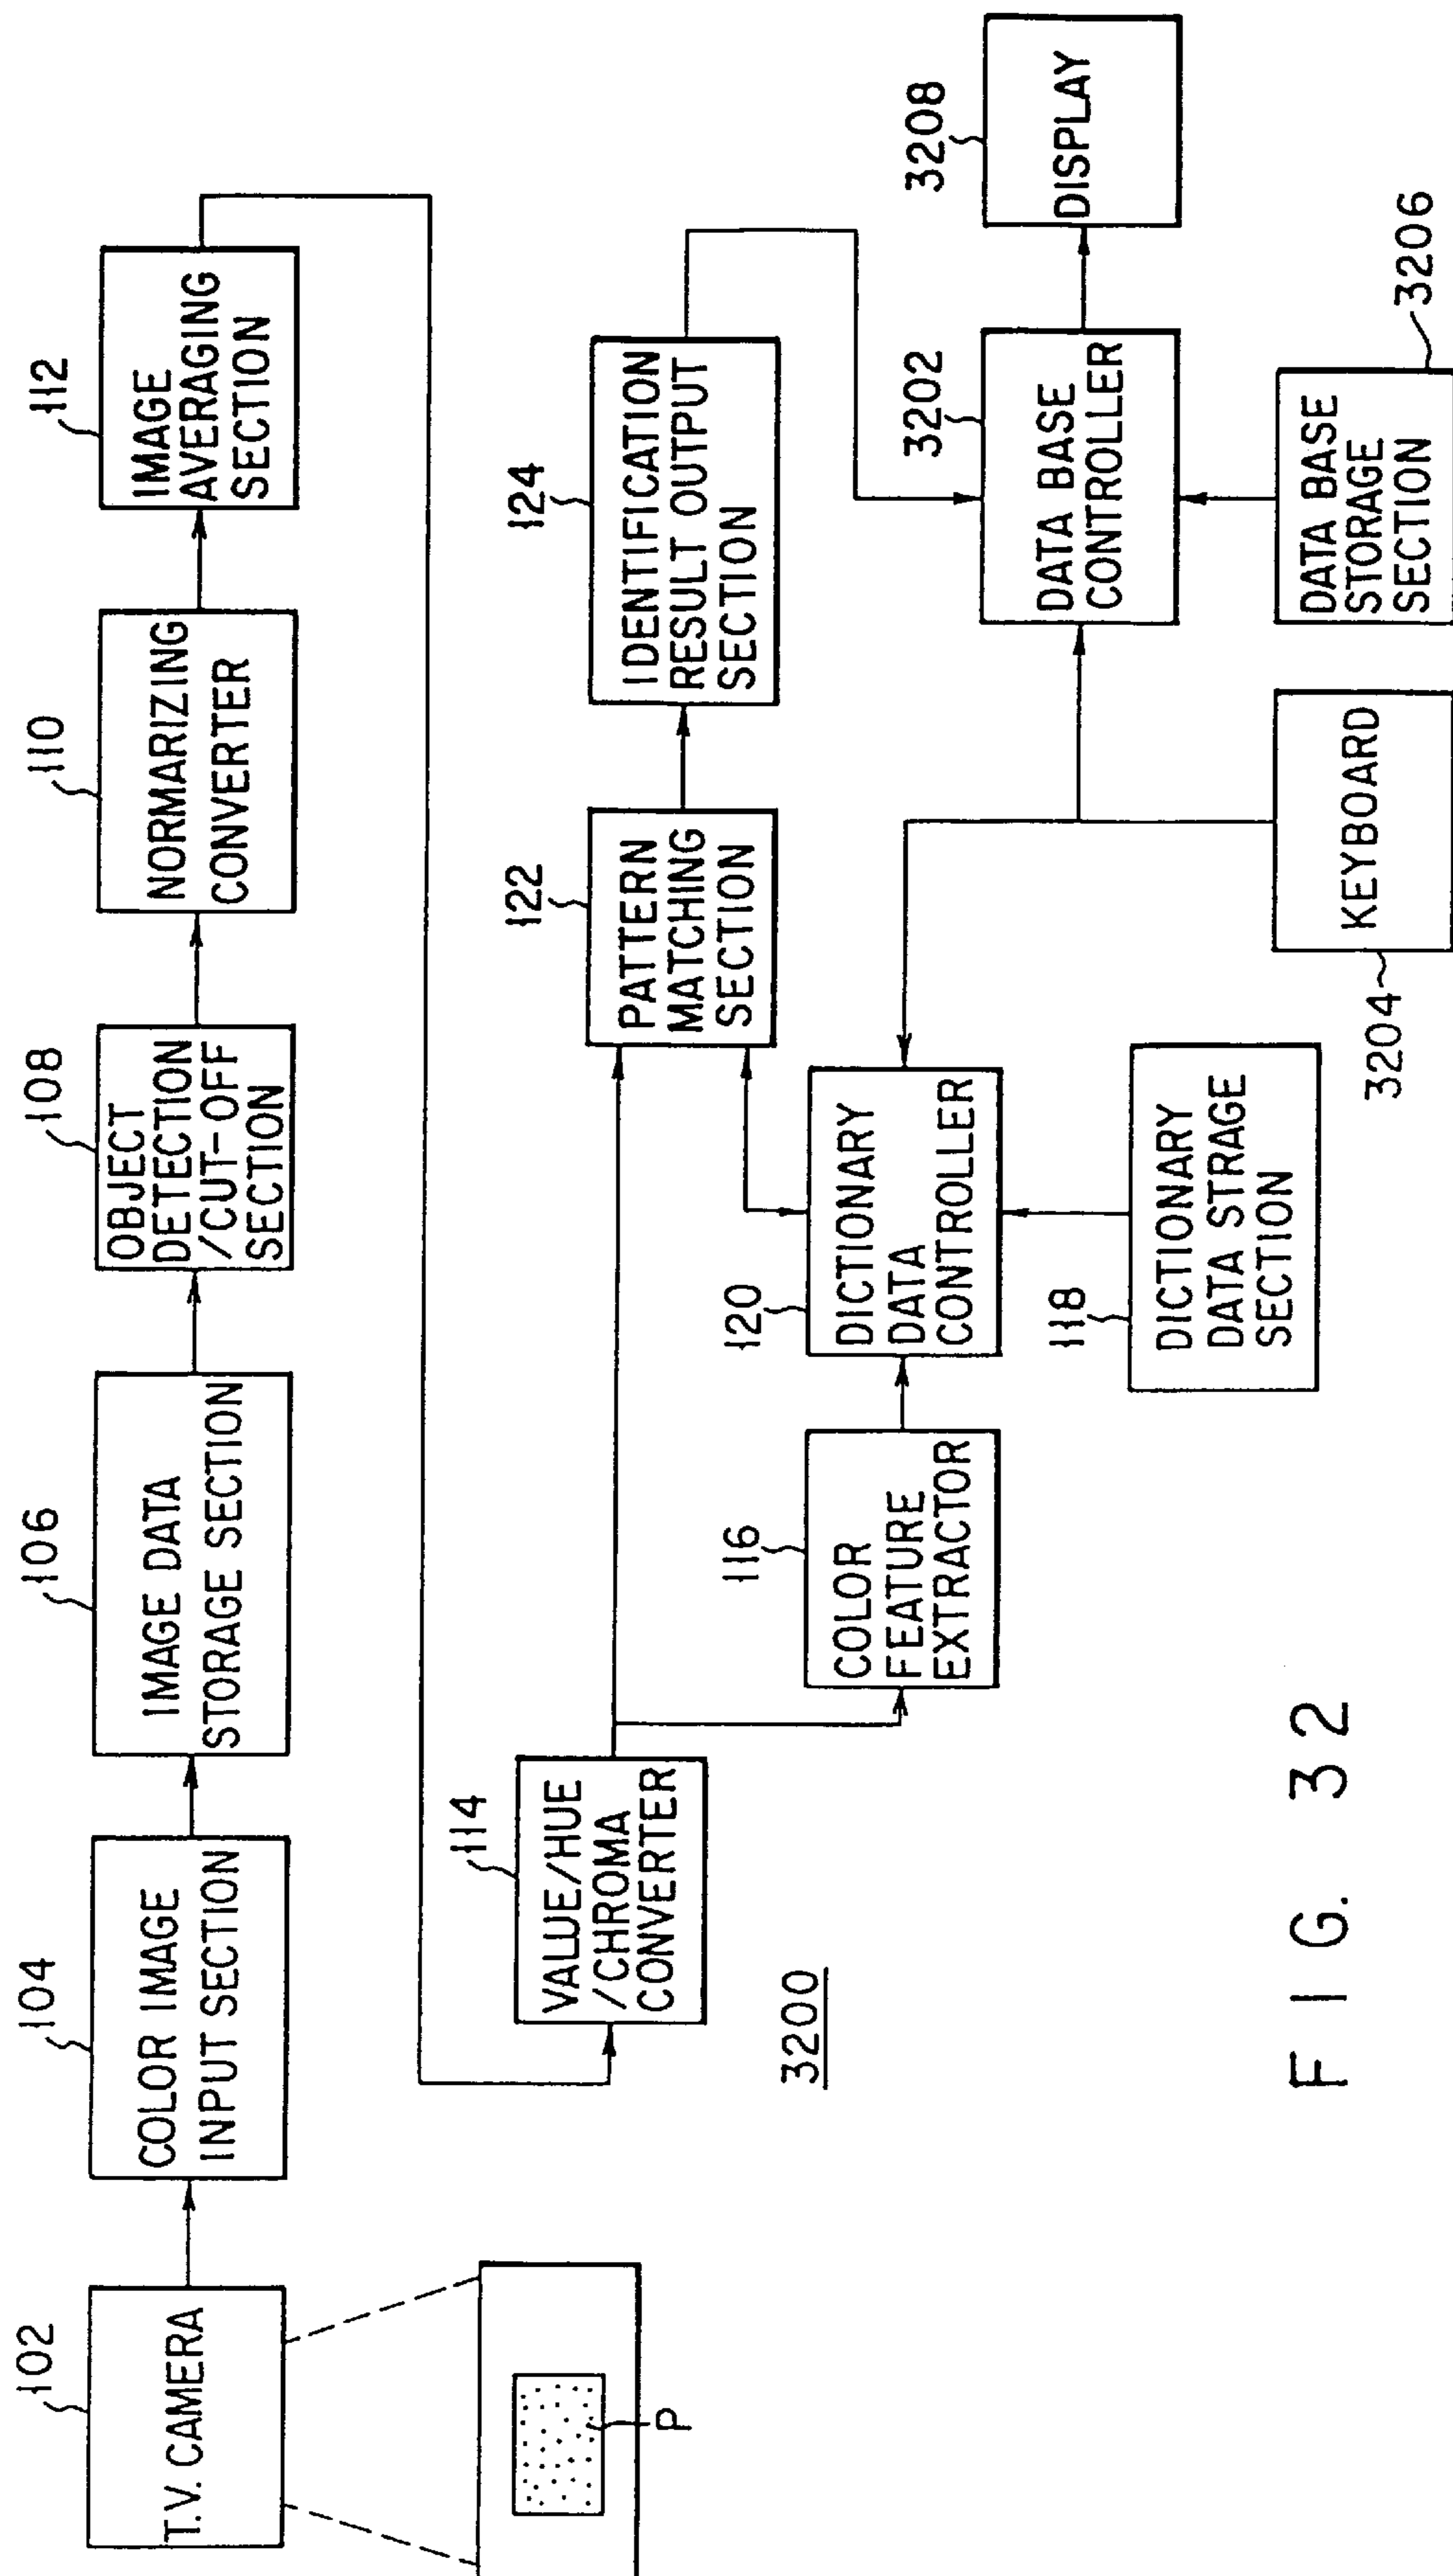 102
T.V. CAMERA
P
104
COLOR IMAGE
INPUT SECTION
106
IMAGE DATA
STORAGE SECTION
108
OBJECT
DETECTION
/CUT-OFF
SECTION
110
NORMARIZING
CONVERTER
112
IMAGE
AVERAGING
SECTION
114
VALUE/HUE
/CHROMA
CONVERTER
122
PATTERN
MATCHING
SECTION
124
IDENTIFICATION
RESULT OUTPUT
SECTION
116
COLOR
FEATURE
EXTRACTOR
120
DICTIONARY
DATA
CONTROLLER
118
DICTIONARY
DATA STRAGE
SECTION
3202
DATA BASE
CONTROLLER
3208
DISPLAY
3204
KEYBOARD
DATA BASE
STORAGE
SECTION
3206
3200
FIG. 32